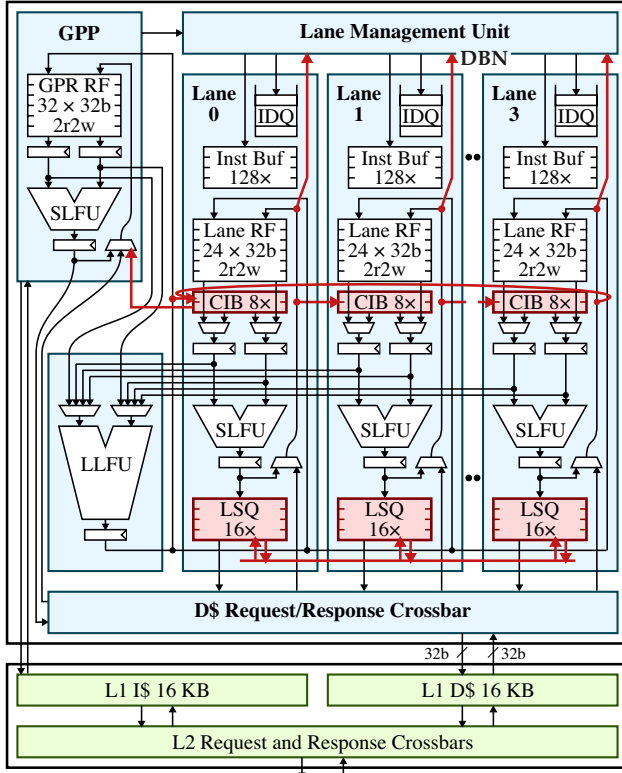 GPP
Lane Management Unit
DBN
GPR RF
32 × 32b
2r2w
SLFU
Lane
0
IDQ
Inst Buf
128×
Lane RF
24 × 32b
2r2w
CIB 8×
SLFU
LSQ
16×
Lane
1
IDQ
Inst Buf
128×
Lane RF
24 × 32b
2r2w
CIB 8×
SLFU
LSQ
16×
Lane
3
IDQ
Inst Buf
128×
Lane RF
24 × 32b
2r2w
CIB 8×
SLFU
LSQ
16×
LLFU
D$ Request/Response Crossbar
32b
32b
L1 I$ 16 KB
L1 D$ 16 KB
L2 Request and Response Crossbars